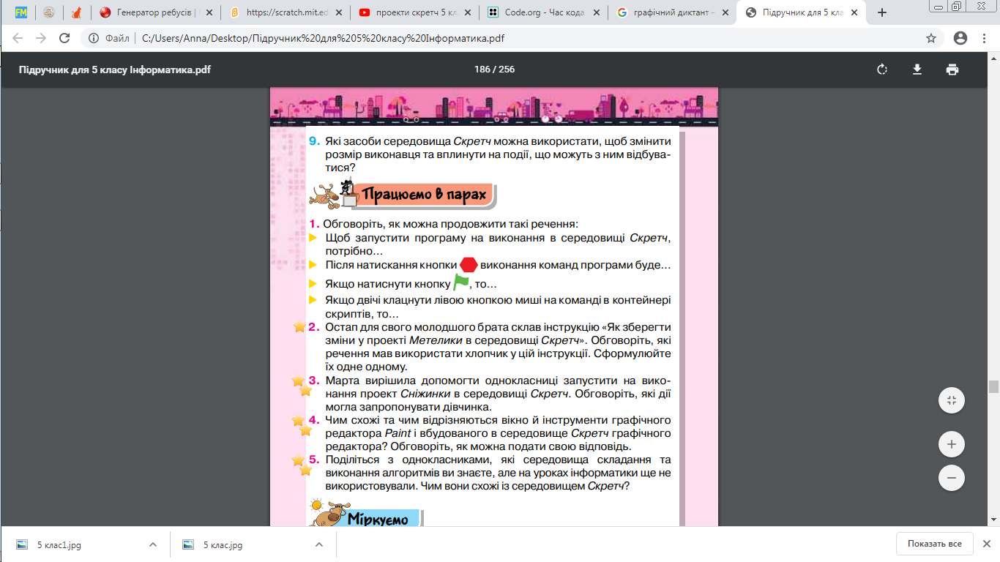 FM
Генератор ребусів |
https://scratch.mit.ed
проекти скретч 5 кл
Code.org - Час кода
графічний диктант –
Підручник для 5 кла
Файл
C:/Users/Anna/Desktop/Підручник%20для%205%20класу%20Інформатика.pdf
Підручник для 5 класу Інформатика.pdf
186 / 256
9. Які засоби середовища Скретч можна використати, щоб змінити
розмір виконавця та вплинути на події, що можуть з ним відбува-
тися?
Працюємо в парах
1. Обговоріть, як можна продовжити такі речення:
Щоб запустити програму на виконання в середовищі Скретч,
потрібно…
Після натискання кнопки виконання команд програми буде…
Якщо натиснути кнопку , то…
Якщо двічі клацнути лівою кнопкою миші на команді в контейнері
скриптів, то…
2. Остап для свого молодшого брата склав інструкцію «Як зберегти
зміни у проекті Метелики в середовищі Скретч». Обговоріть, які
речення мав використати хлопчик у цій інструкції. Сформулюйте
їх одне одному.
3. Марта вирішила допомогти однокласниці запустити на вико-
нання проект Сніжинки в середовищі Скретч. Обговоріть, які дії
могла запропонувати дівчинка.
4. Чим схожі та чим відрізняються вікно й інструменти графічного
редактора Paint і вбудованого в середовище Скретч графічного
редактора? Обговоріть, як можна подати свою відповідь.
5. Поділіться з однокласниками, які середовища складання та
виконання алгоритмів ви знаєте, але на уроках інформатики ще не
використовували. Чим вони схожі із середовищем Скретч?
Міркуємо
5 клас1.jpg
5 клас.jpg
Показать все